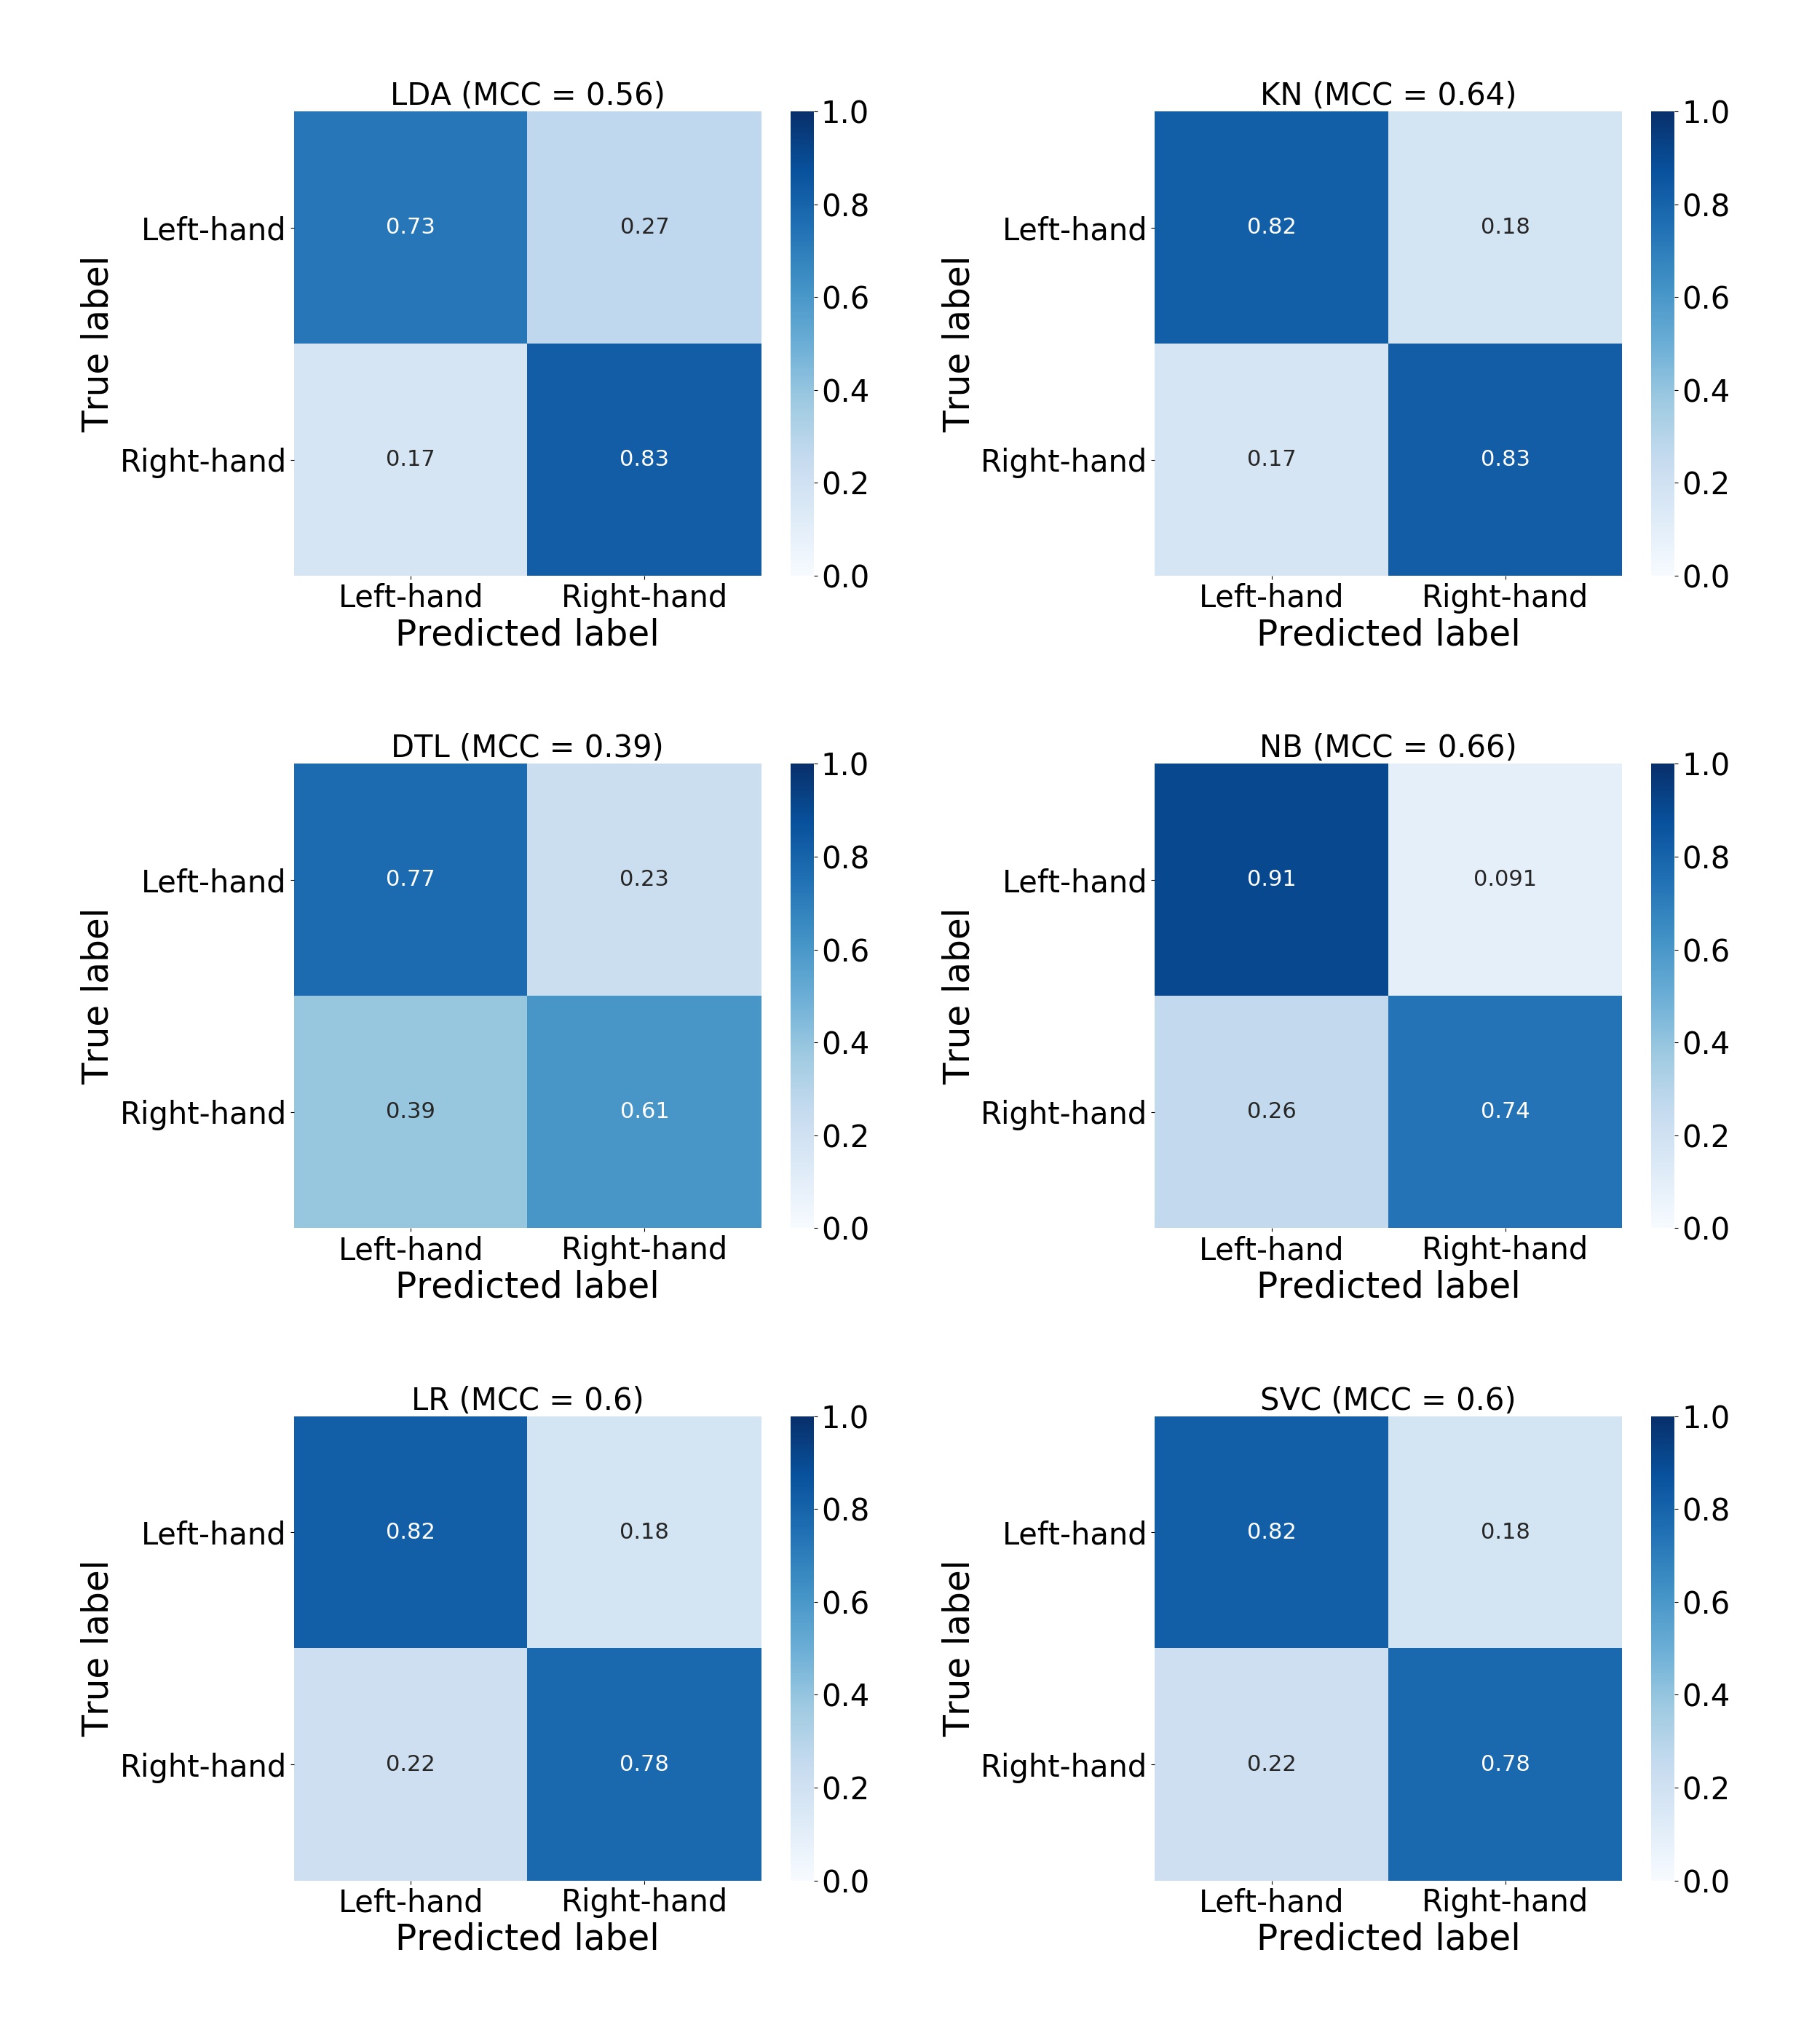 LDA (MCC = 0.56)
True label
Left-hand
Right-hand
0.73
0.27
0.17
0.83
Left-hand
Right-hand
Predicted label
1.0
0.8
0.6
0.4
0.2
0.0
KN (MCC = 0.64)
True label
Left-hand
Right-hand
0.82
0.18
0.17
0.83
Left-hand
Right-hand
Predicted label
1.0
0.8
0.6
0.4
0.2
0.0
DTL (MCC = 0.39)
True label
Left-hand
Right-hand
0.77
0.23
0.39
0.61
Left-hand
Right-hand
Predicted label
1.0
0.8
0.6
0.4
0.2
0.0
NB (MCC = 0.66)
True label
Left-hand
Right-hand
0.91
0.091
0.26
0.74
Left-hand
Right-hand
Predicted label
1.0
0.8
0.6
0.4
0.2
0.0
LR (MCC = 0.6)
True label
Left-hand
Right-hand
0.82
0.18
0.22
0.78
Left-hand
Right-hand
Predicted label
1.0
0.8
0.6
0.4
0.2
0.0
SVC (MCC = 0.6)
True label
Left-hand
Right-hand
0.82
0.18
0.22
0.78
Left-hand
Right-hand
Predicted label
1.0
0.8
0.6
0.4
0.2
0.0